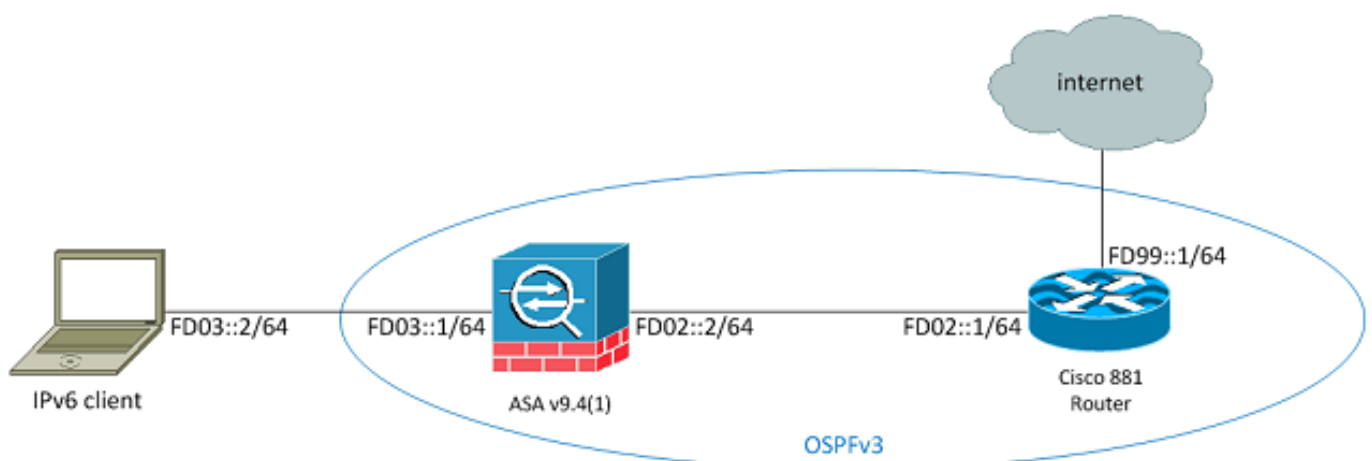 internet
FD99::1/64
FD03::2/64
FD03::1/64
FD02::2/64
FD02::1/64
IPv6 client
ASA v9.4(1)
Cisco 881
Router
OSPFv3